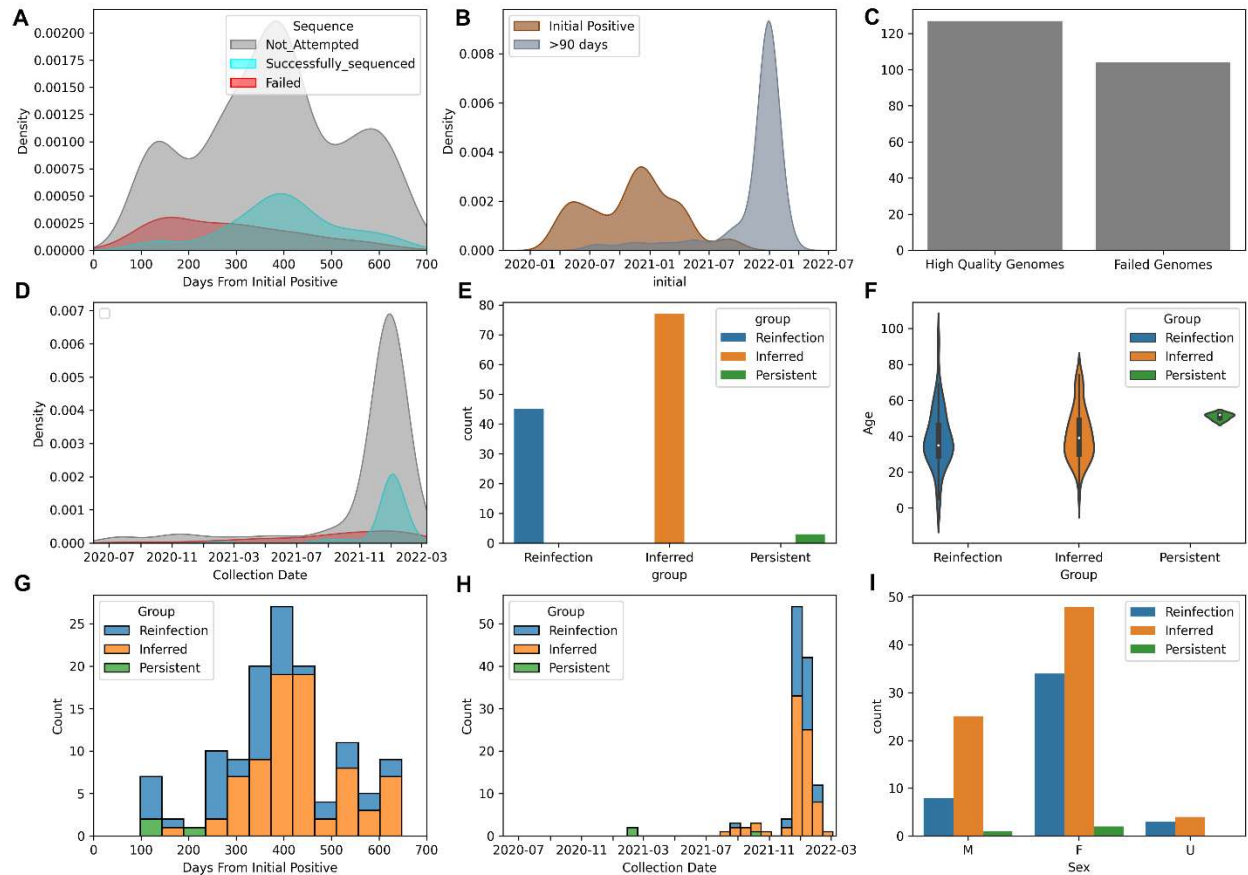 A
Sequence
Not_Attempted
Successfully_sequenced
Failed
0.00200
0.00175
0.00150
0.00125
0.00100
0.00075
0.00050
0.00025
0.00000
Density
0 100 200 300 400 500 600 700
Days From Initial Positive
B
Initial Positive
>90 days
0.008
0.006
0.004
0.002
0.000
Density
2020-01 2020-07 2021-01 2021-07 2022-01 2022-07
initial
C
120
100
80
60
40
20
0
High Quality Genomes Failed Genomes
D
0.007
0.006
0.005
0.004
0.003
0.002
0.001
0.000
Density
2020-07 2020-11 2021-03 2021-07 2021-11 2022-03
Collection Date
E
group
Reinfection
Inferred
Persistent
80
70
60
50
40
30
20
10
0
count
Reinfection Inferred Persistent
group
F
Group
Reinfection
Inferred
Persistent
100
80
60
40
20
0
Age
Reinfection Inferred Persistent
Group
G
Group
Reinfection
Inferred
Persistent
25
20
15
10
5
0
Count
0 100 200 300 400 500 600 700
Days From Initial Positive
H
Group
Reinfection
Inferred
Persistent
50
40
30
20
10
0
Count
2020-07 2020-11 2021-03 2021-07 2021-11 2022-03
Collection Date
I
Reinfection
Inferred
Persistent
50
40
30
20
10
0
count
M F U
Sex